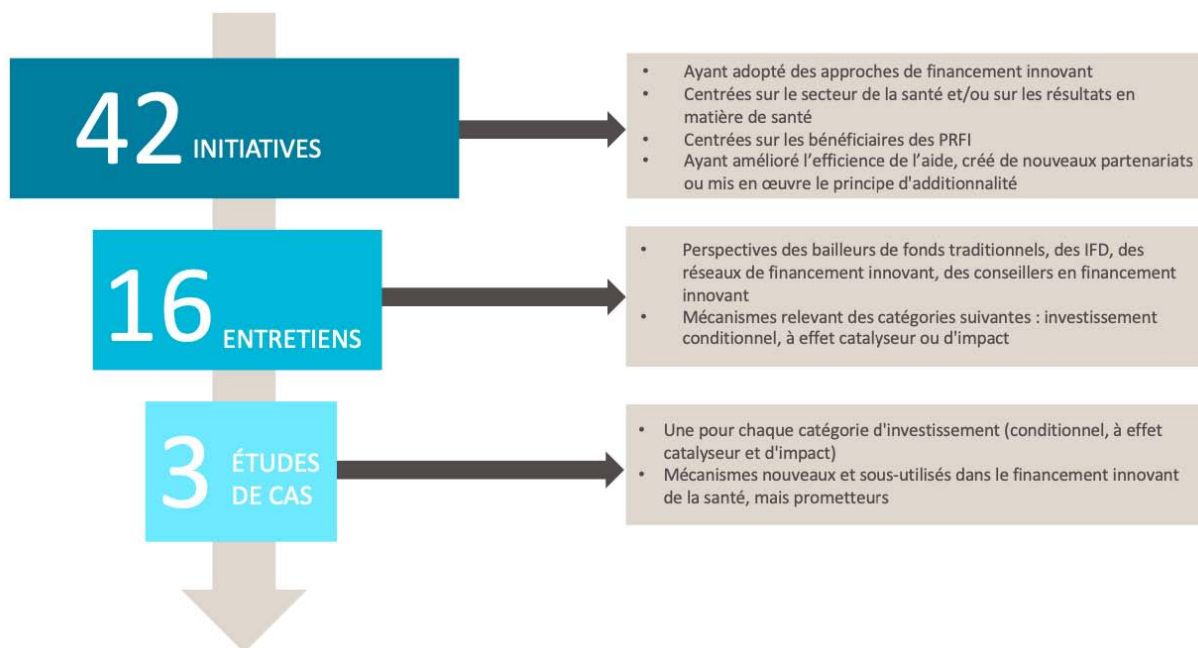 42 INITIATIVES
• Ayant adopté des approches de financement innovant
• Centrées sur le secteur de la santé et/ou sur les résultats en
matière de santé
• Centrées sur les bénéficiaires des PRFI
• Ayant amélioré l’efficience de l’aide, créé de nouveaux partenariats
ou mis en œuvre le principe d'additionnalité
16 ENTRETIENS
• Perspectives des bailleurs de fonds traditionnels, des IFD, des
réseaux de financement innovant, des conseillers en financement
innovant
• Mécanismes relevant des catégories suivantes : investissement
conditionnel, à effet catalyseur ou d'impact
3 ÉTUDES
DE CAS
• Une pour chaque catégorie d'investissement (conditionnel, à effet
catalyseur et d'impact)
• Mécanismes nouveaux et sous-utilisés dans le financement innovant
de la santé, mais prometteurs